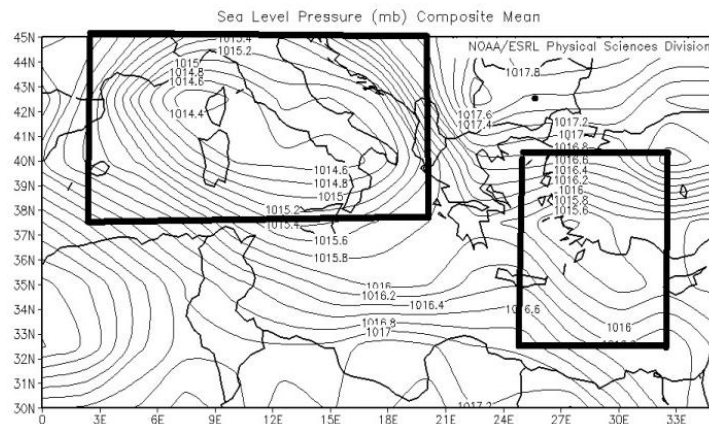 Sea Level Pressure (mb) Composite Mean
NOAA/ESRL Physical Sciences Division
45N
44N
43N
42N
41N
40N
39N
38N
37N
36N
35N
34N
33N
32N
31N
30N
1015.4
1015.2
1015
1014.8
1014.6
1014.4
1014.6
1014.8
1015
1015.2
1015.4
1015.6
1015.8
1016
1016.2
1016.4
1016.6
1016.8
1017
1017.2
1017.8
1017.6
1017.4
1017.2
1017
1016.8
1016.6
1016.4
1016.2
1016
1015.8
1015.6
1016
0 3E 6E 9E 12E 15E 18E 21E 24E 27E 30E 33E